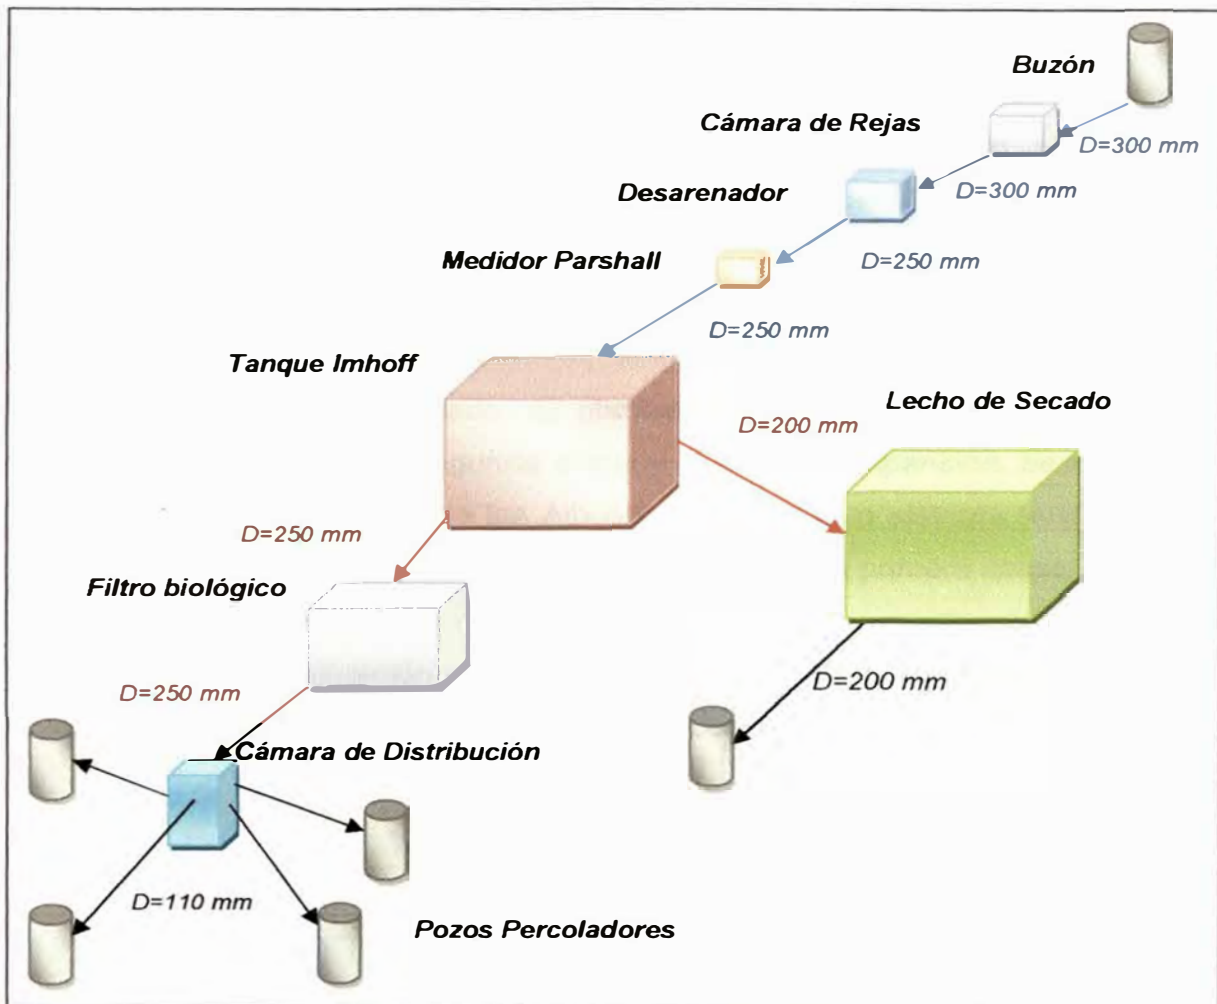 Buzón
Cámara de Rejas
D=300 mm
Desarenador
D=300 mm
Medidor Parshall
D=250 mm
D=250 mm
Tanque Imhoff
Lecho de Secado
D=200 mm
D=250 mm
Filtro biológico
D=250 mm
D=200 mm
Cámara de Distribución
D=110 mm
Pozos Percoladores